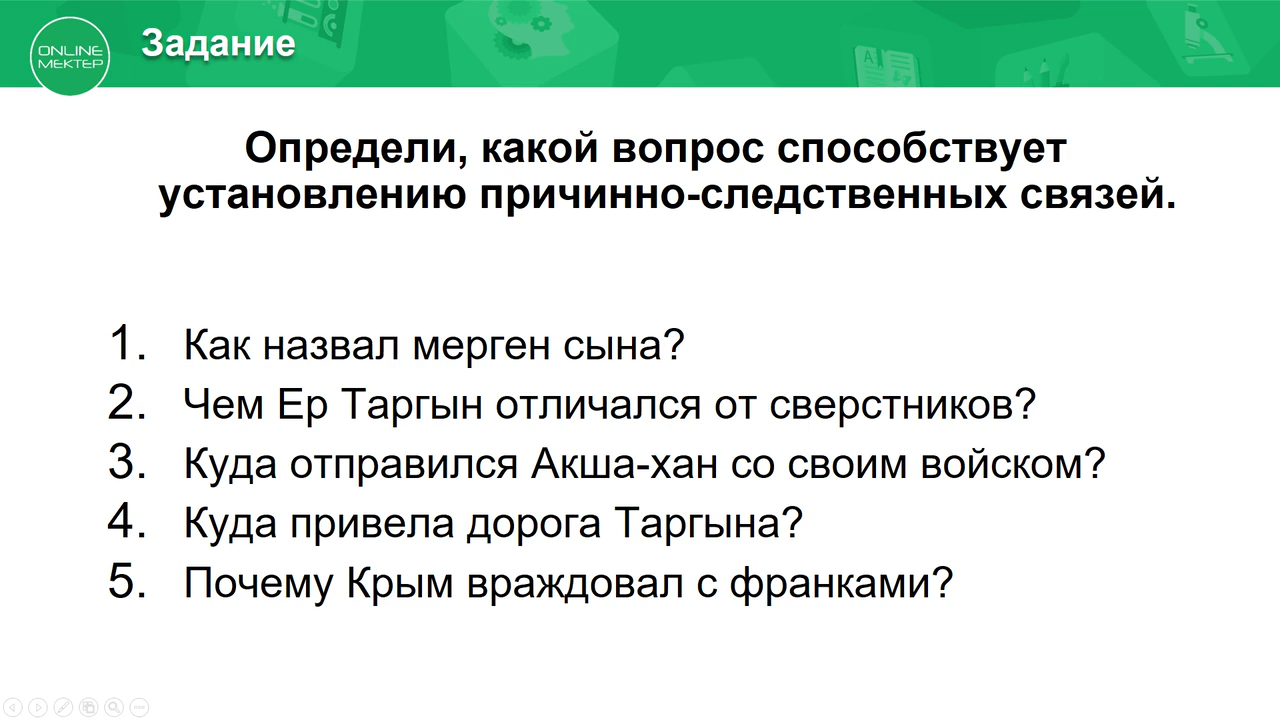 ONLINE
МЕКТЕР
Задание
Определи, какой вопрос способствует
установлению причинно-следственных связей.
1. Как назвал мерген сына?
2. Чем Ер Таргын отличался от сверстников?
3. Куда отправился Акша-хан со своим войском?
4. Куда привела дорога Таргына?
5. Почему Крым враждовал с франками?